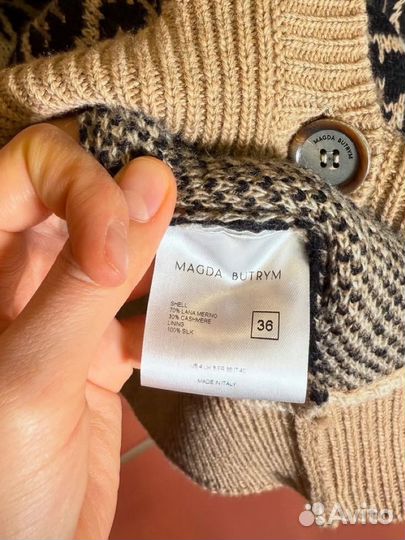 MAGDA BUTRYM
MAGDA BUTRYM
SHELL
70% LANA MERINO
30% CASHMERE
LINING
100% SILK
36
MADE IN ITALY
Avito